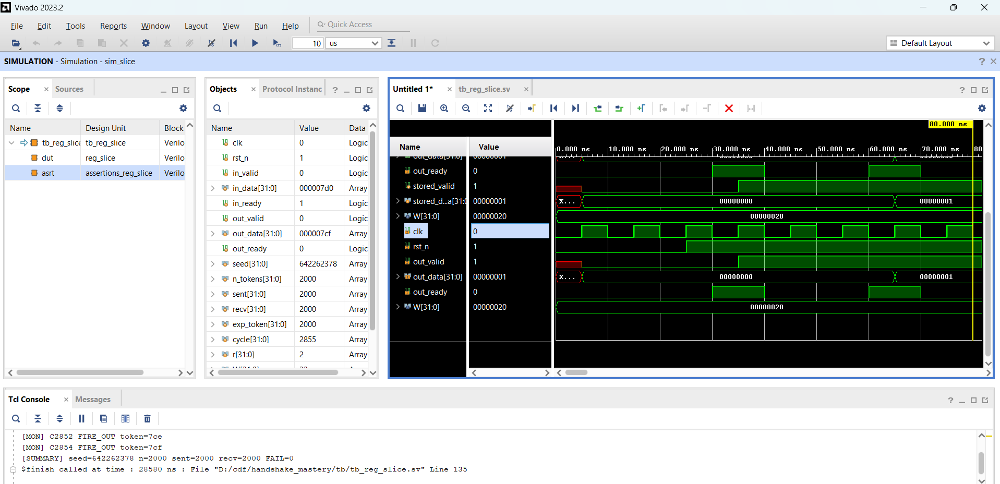 Vivado 2023.2
File Edit Tools Reports Window Layout View Run Help Quick Access
10 us Default Layout
SIMULATION - Simulation - sim_slice
Scope Sources
Name Design Unit Block
tb_reg_slice tb_reg_slice Verilo
dut reg_slice Verilo
asrt assertions_reg_slice Verilo
Objects Protocol Instanc
Name Value Data
clk 0 Logic
rst_n 1 Logic
in_valid 0 Logic
in_data[31:0] 000007d0 Array
in_ready 1 Logic
out_valid 0 Logic
out_data[31:0] 000007cf Array
out_ready 0 Logic
seed[31:0] 642262378 Array
n_tokens[31:0] 2000 Array
sent[31:0] 2000 Array
recv[31:0] 2000 Array
exp_token[31:0] 2000 Array
cycle[31:0] 2855 Array
r[31:0] 2 Array
Untitled 1* tb_reg_slice.sv
80.000 ns
Name Value 0.000 ns 10.000 ns 20.000 ns 30.000 ns 40.000 ns 50.000 ns 60.000 ns 70.000 ns 80
out_data[31:0] 00000001
out_ready 0
stored_valid 1
stored_d...a[31:0 00000001 X... 00000000 00000001
W[31:0] 00000020 00000020
clk 0
rst_n 1
out_valid 1
out_data[31:0] 00000001 X... 00000000 00000001
out_ready 0
W[31:0] 00000020 00000020
Tcl Console Messages
[MON] C2852 FIRE_OUT token=7ce
[MON] C2854 FIRE_OUT token=7cf
[SUMMARY] seed=642262378 n=2000 sent=2000 recv=2000 FAIL=0
$finish called at time : 28580 ns : File "D:/cdf/handshake_mastery/tb/tb_reg_slice.sv" Line 135